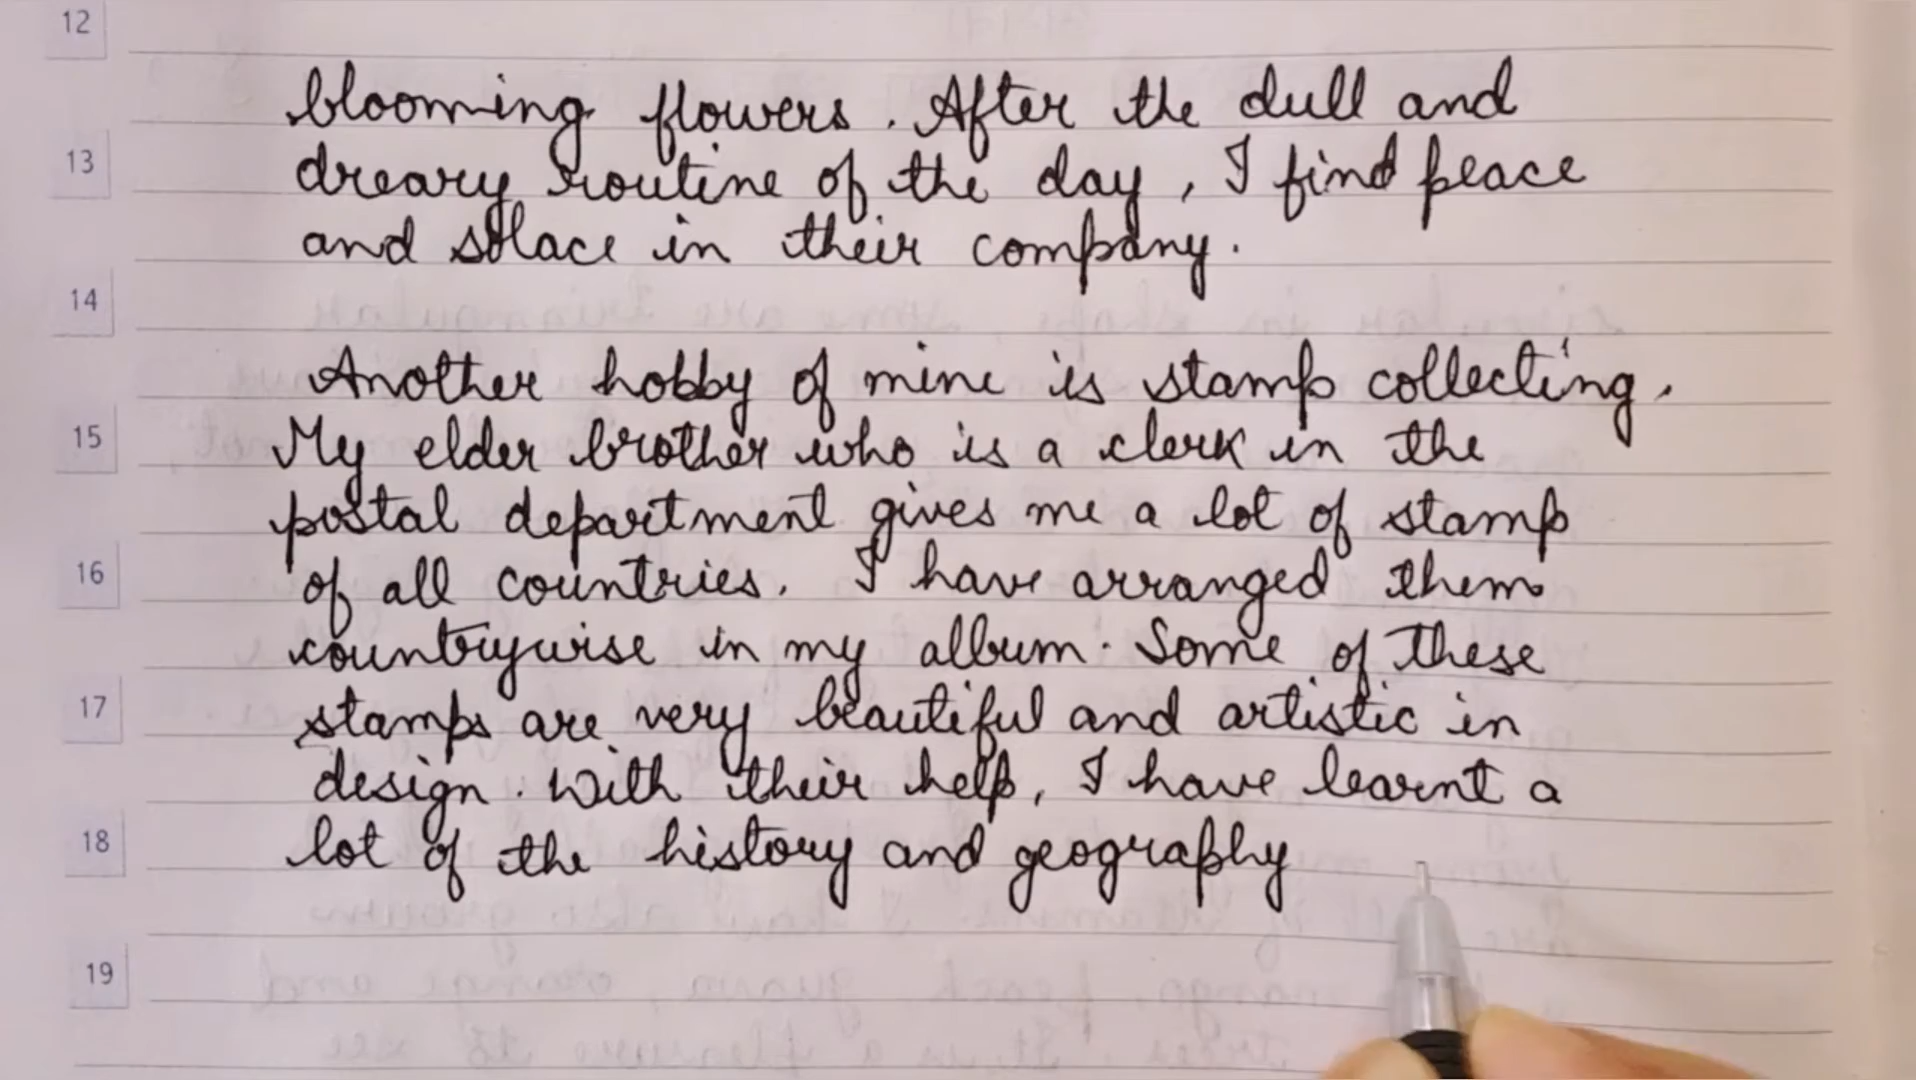 12
blooming flowers. After the dull and
13
dreary routine of the day, I find peace
and solace in their company.
14
Another hobby of mine is stamp collecting.
15
My elder brother who is a clerk in the
postal department gives me a lot of stamp
16
of all countries. I have arranged them
countrywise in my album. Some of these
17
stamps are very beautiful and artistic in
design. With their help, I have learnt a
18
lot of the history and geography
19